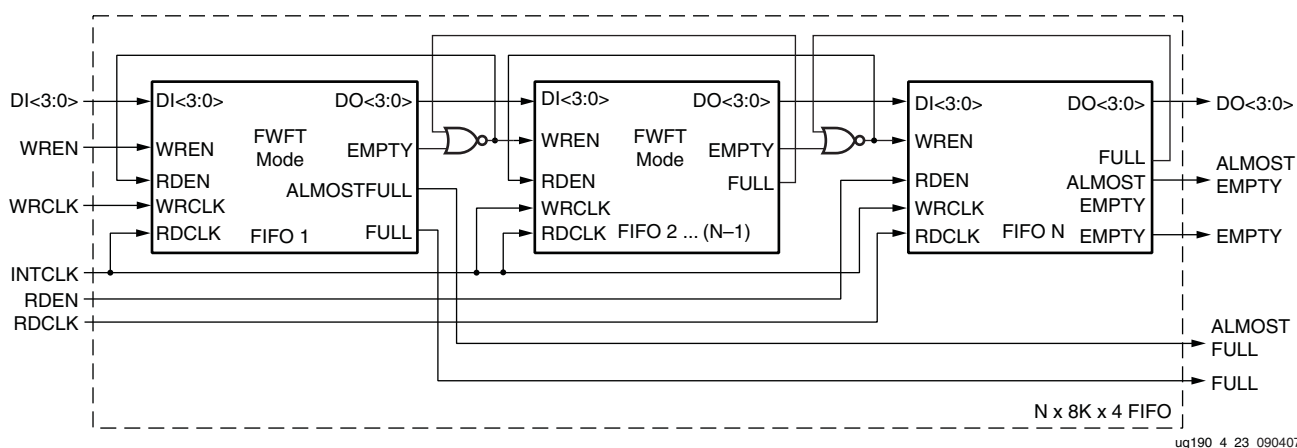 DI<3:0>
WREN
WRCLK
INTCLK
RDEN
RDCLK
DI<3:0>
DO<3:0>
FWFT
Mode
WREN
EMPTY
RDEN
ALMOSTFULL
WRCLK
RDCLK
FIFO 1
FULL
DI<3:0>
DO<3:0>
WREN
FWFT
Mode
EMPTY
RDEN
FULL
WRCLK
RDCLK
FIFO 2 ... (N–1)
DI<3:0>
DO<3:0>
WREN
FULL
RDEN
ALMOST
EMPTY
WRCLK
RDCLK
FIFO N
EMPTY
DO<3:0>
ALMOST
EMPTY
EMPTY
ALMOST
FULL
FULL
N x 8K x 4 FIFO
ug190_4_23_090407